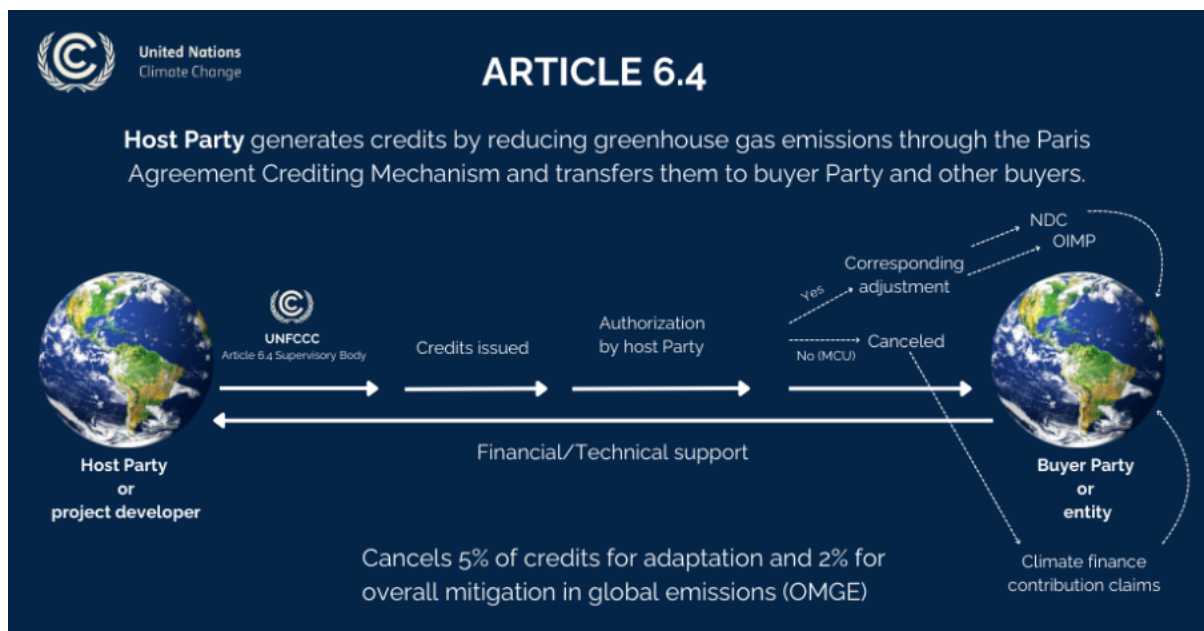 United Nations
Climate Change
ARTICLE 6.4
Host Party generates credits by reducing greenhouse gas emissions through the Paris
Agreement Crediting Mechanism and transfers them to buyer Party and other buyers.
NDC
OIMP
Corresponding
adjustment
Yes
UNFCCC
Article 6.4 Supervisory Body
Credits issued
Authorization
by host Party
Canceled
No (MCU)
Financial/Technical support
Host Party
or
project developer
Buyer Party
or
entity
Climate finance
contribution claims
Cancels 5% of credits for adaptation and 2% for
overall mitigation in global emissions (OMGE)